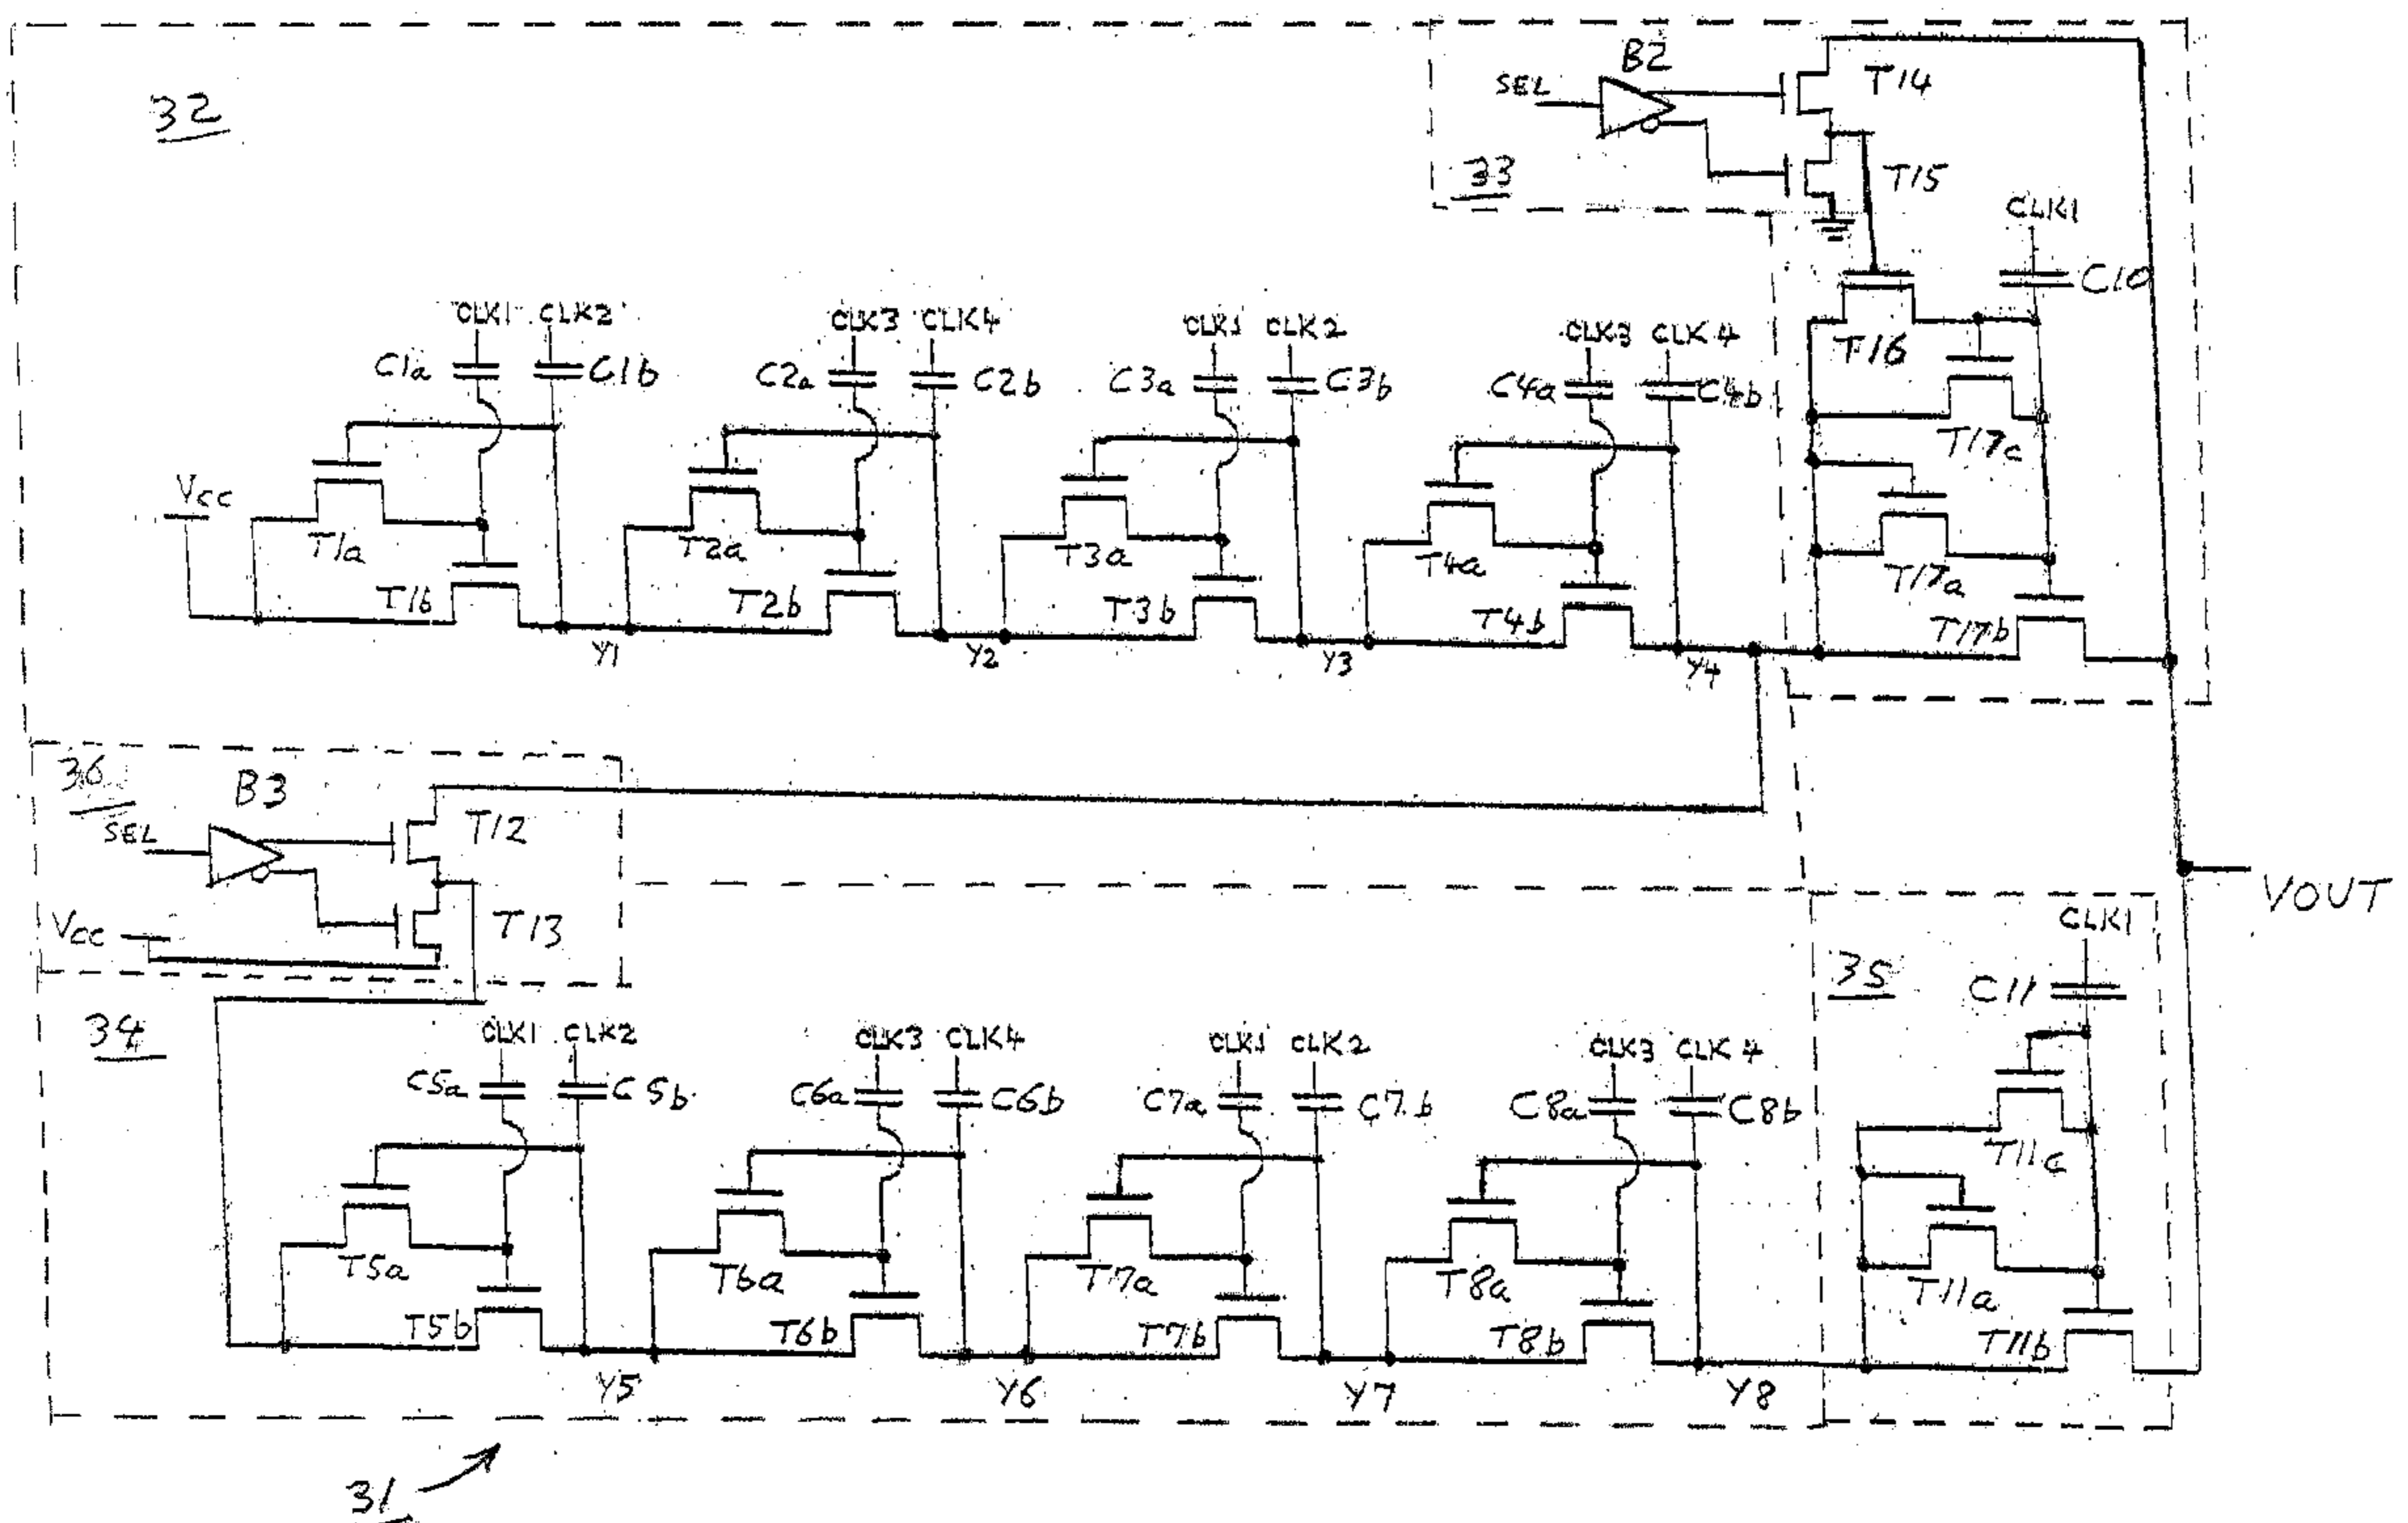 32
SEL
B2
T14
33
T15
CLK1
C10
T16
T17c
T17a
T17b
CLK1 CLK2
C1a
C1b
CLK3 CLK4
C2a
C2b
CLK1 CLK2
C3a
C3b
CLK3 CLK4
C4a
C4b
Vcc
T1a
T1b
T2a
T2b
T3a
T3b
T4a
T4b
Y1
Y2
Y3
Y4
36
B3
SEL
T12
Vcc
T13
VOUT
34
35
CLK1
C11
CLK1 CLK2
C5a
C5b
CLK3 CLK4
C6a
C6b
CLK1 CLK2
C7a
C7b
CLK3 CLK4
C8a
C8b
T11c
T11a
T11b
T5a
T5b
T6a
T6b
T7a
T7b
T8a
T8b
Y5
Y6
Y7
Y8
31